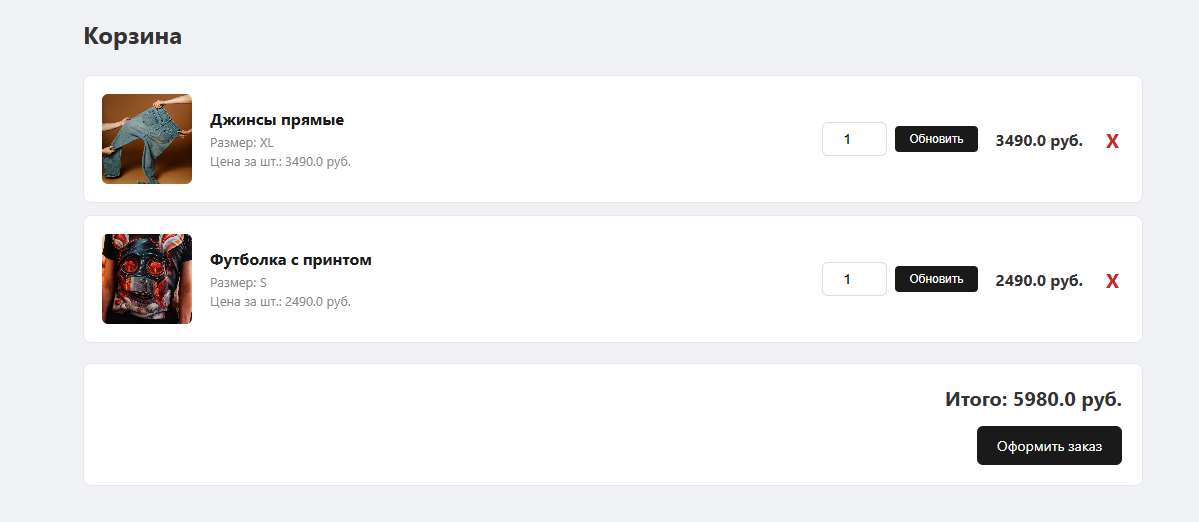 Корзина
Джинсы прямые
Размер: XL
Цена за шт.: 3490.0 руб.
1 Обновить 3490.0 руб. X
Футболка с принтом
Размер: S
Цена за шт.: 2490.0 руб.
1 Обновить 2490.0 руб. X
Итого: 5980.0 руб.
Оформить заказ